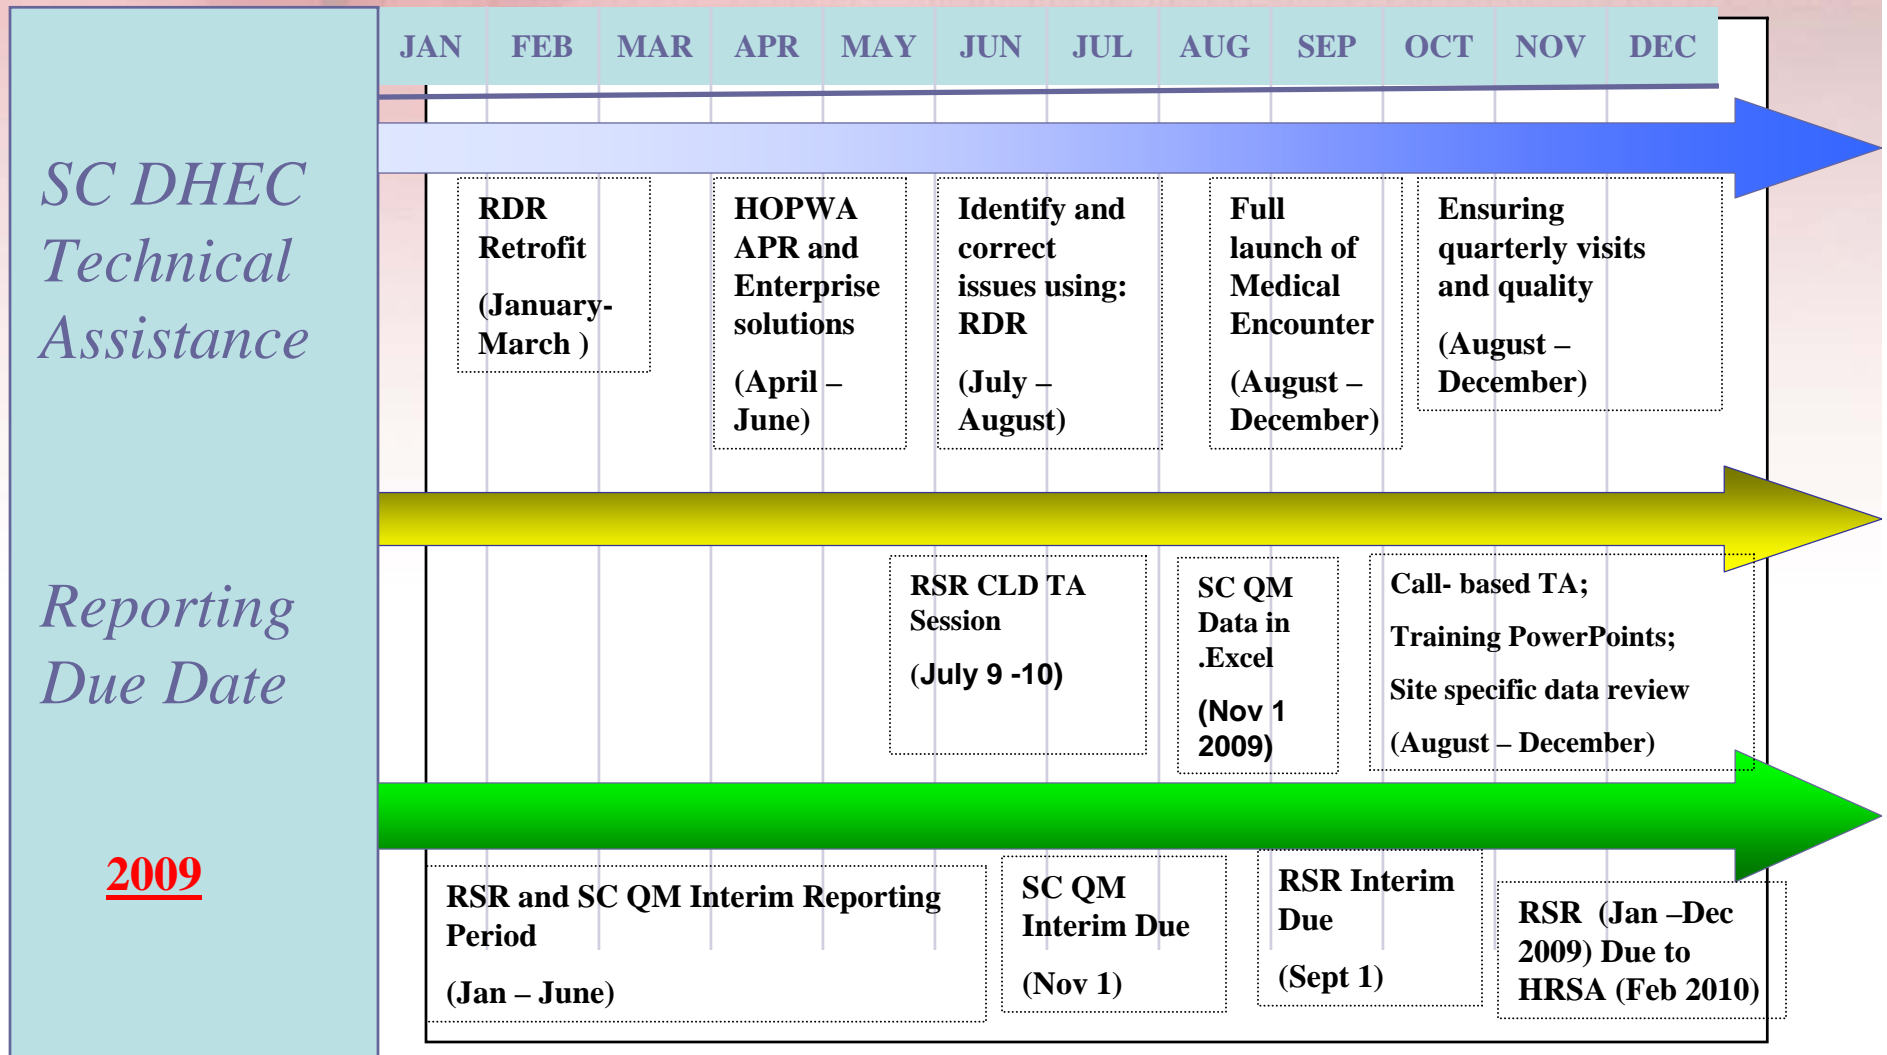 JAN FEB MAR APR MAY JUN JUL AUG SEP OCT NOV DEC
SC DHEC
Technical
Assistance
RDR
Retrofit
(January-
March )
HOPWA
APR and
Enterprise
solutions
(April –
June)
Identify and
correct
issues using:
RDR
(July –
August)
Full
launch of
Medical
Encounter
(August –
December)
Ensuring
quarterly visits
and quality
(August –
December)
Reporting
Due Date
RSR CLD TA
Session
(July 9 -10)
SC QM
Data in
.Excel
(Nov 1
2009)
Call- based TA;
Training PowerPoints;
Site specific data review
(August – December)
2009
RSR and SC QM Interim Reporting
Period
(Jan – June)
SC QM
Interim Due
(Nov 1)
RSR Interim
Due
(Sept 1)
RSR (Jan –Dec
2009) Due to
HRSA (Feb 2010)